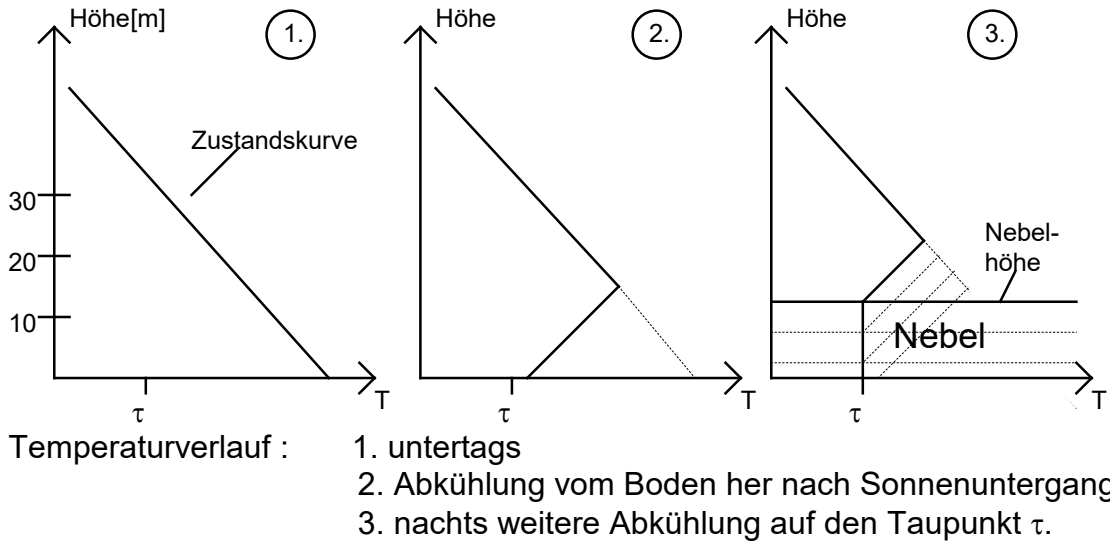 Höhe[m]
1.
Zustandskurve
30
20
10
τ
T
Höhe
2.
τ
T
Höhe
3.
Nebel-
höhe
Nebel
τ
T
Temperaturverlauf : 1. untertags
2. Abkühlung vom Boden her nach Sonnenuntergang
3. nachts weitere Abkühlung auf den Taupunkt τ.